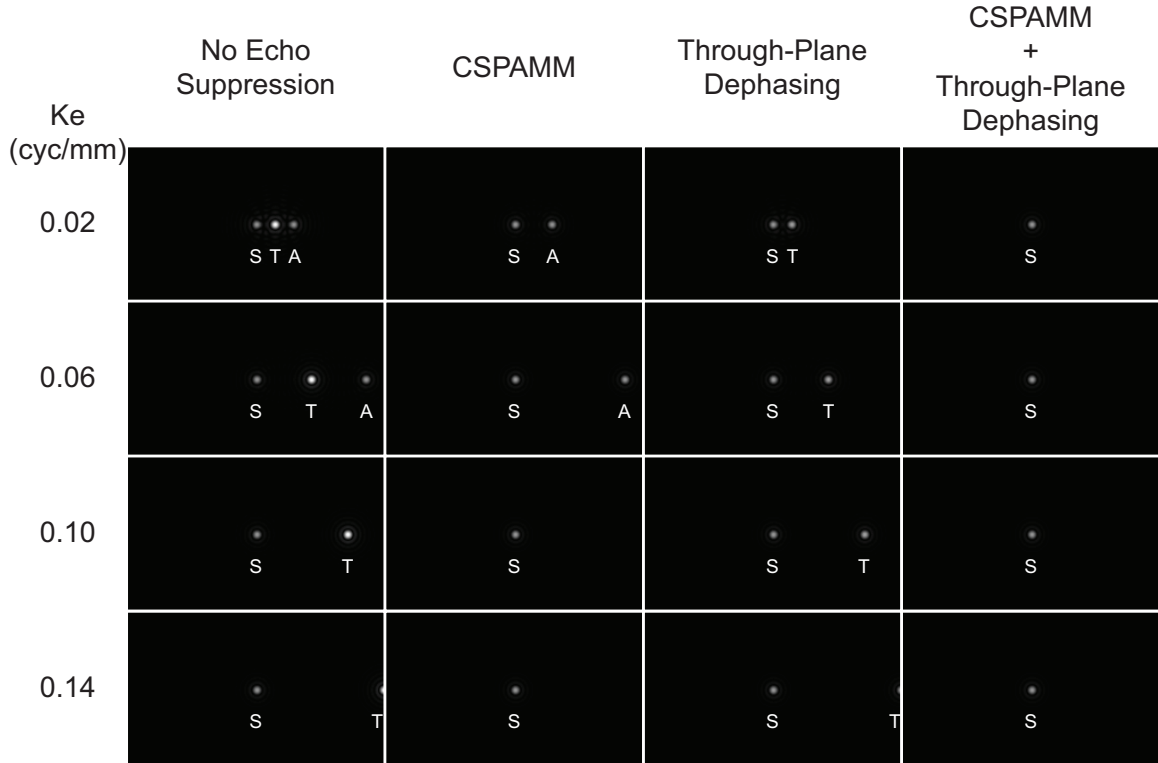 No Echo
Suppression
CSPAMM
Through-Plane
Dephasing
CSPAMM
+
Through-Plane
Dephasing
Ke
(cyc/mm)
0.02
S T A
S A
S T
S
0.06
S T A
S A
S T
S
0.10
S T
S
S T
S
0.14
S T
S
S T
S